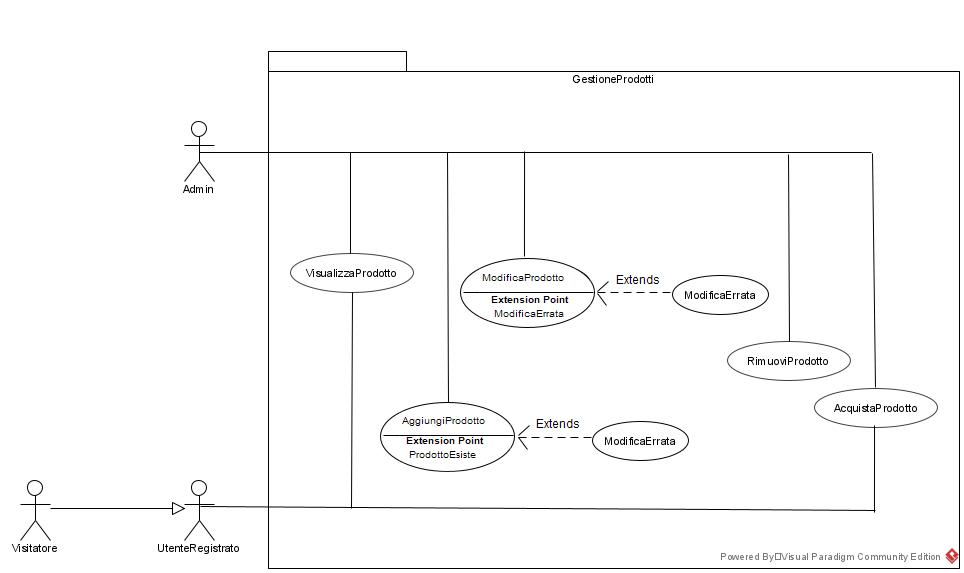 GestioneProdotti
Admin
VisualizzaProdotto
ModificaProdotto
Extension Point
ModificaErrata
Extends
ModificaErrata
RimuoviProdotto
AcquistaProdotto
AggiungiProdotto
Extension Point
ProdottoEsiste
Extends
ModificaErrata
Visitatore
UtenteRegistrato
Powered By Visual Paradigm Community Edition